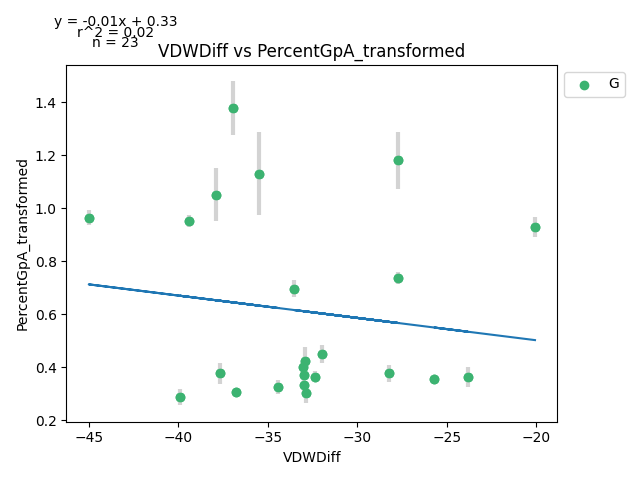 y = -0.01x + 0.33
r^2 = 0.02
n = 23
VDWDiff vs PercentGpA_transformed
G
PercentGpA_transformed
1.4
1.2
1.0
0.8
0.6
0.4
0.2
−45
−40
−35
−30
−25
−20
VDWDiff